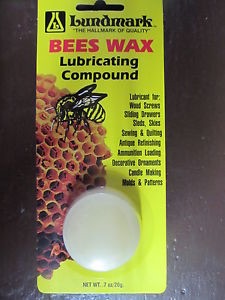 Lundmark
"THE HALLMARK OF QUALITY"
BEES WAX
Lubricating
Compound
Lubricant for:
Wood Screws
Sliding Drawers
Sleds, Skies
Sewing & Quilting
Antique Refinishing
Ammunition Loading
Decorative Ornaments
Candle Making
Molds & Patterns
NET WT. .7 oz/20g.